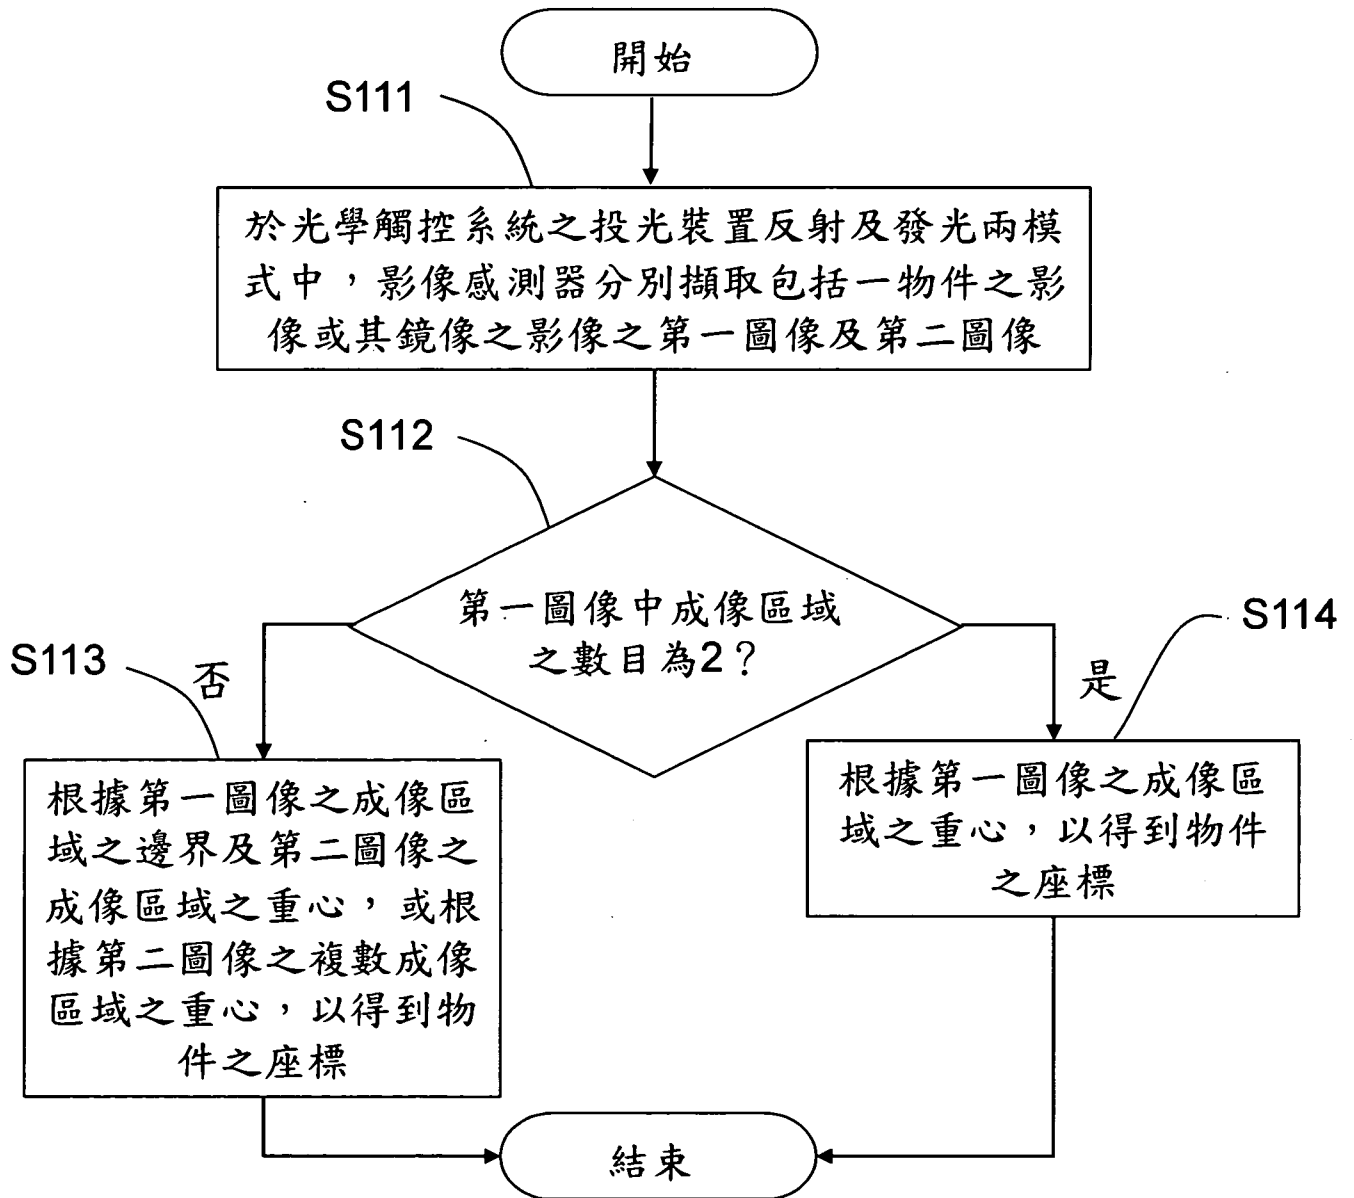 開始
S111
於光學觸控系統之投光裝置反射及發光兩模
式中，影像感測器分別擷取包括一物件之影
像或其鏡像之影像之第一圖像及第二圖像
S112
第一圖像中成像區域
之數目為2？
S113
否
是
S114
根據第一圖像之成像區
域之邊界及第二圖像之
成像區域之重心，或根
據第二圖像之複數成像
區域之重心，以得到物
件之座標
根據第一圖像之成像區
域之重心，以得到物件
之座標
結束